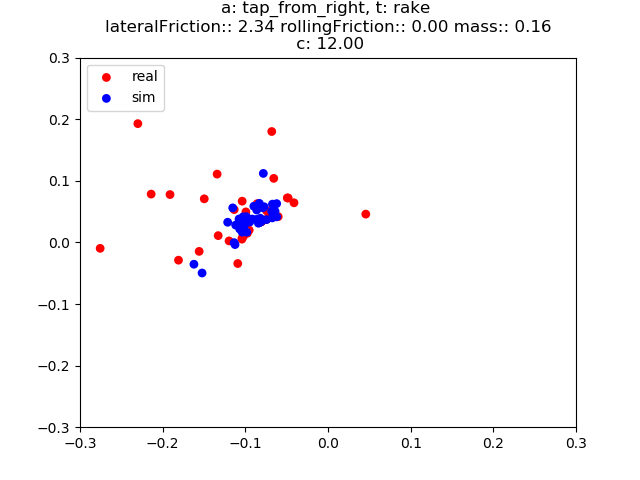 a: tap_from_right, t: rake
lateralFriction:: 2.34 rollingFriction:: 0.00 mass:: 0.16
c: 12.00
real
sim
0.3
0.2
0.1
0.0
−0.1
−0.2
−0.3
−0.3 −0.2 −0.1 0.0 0.1 0.2 0.3